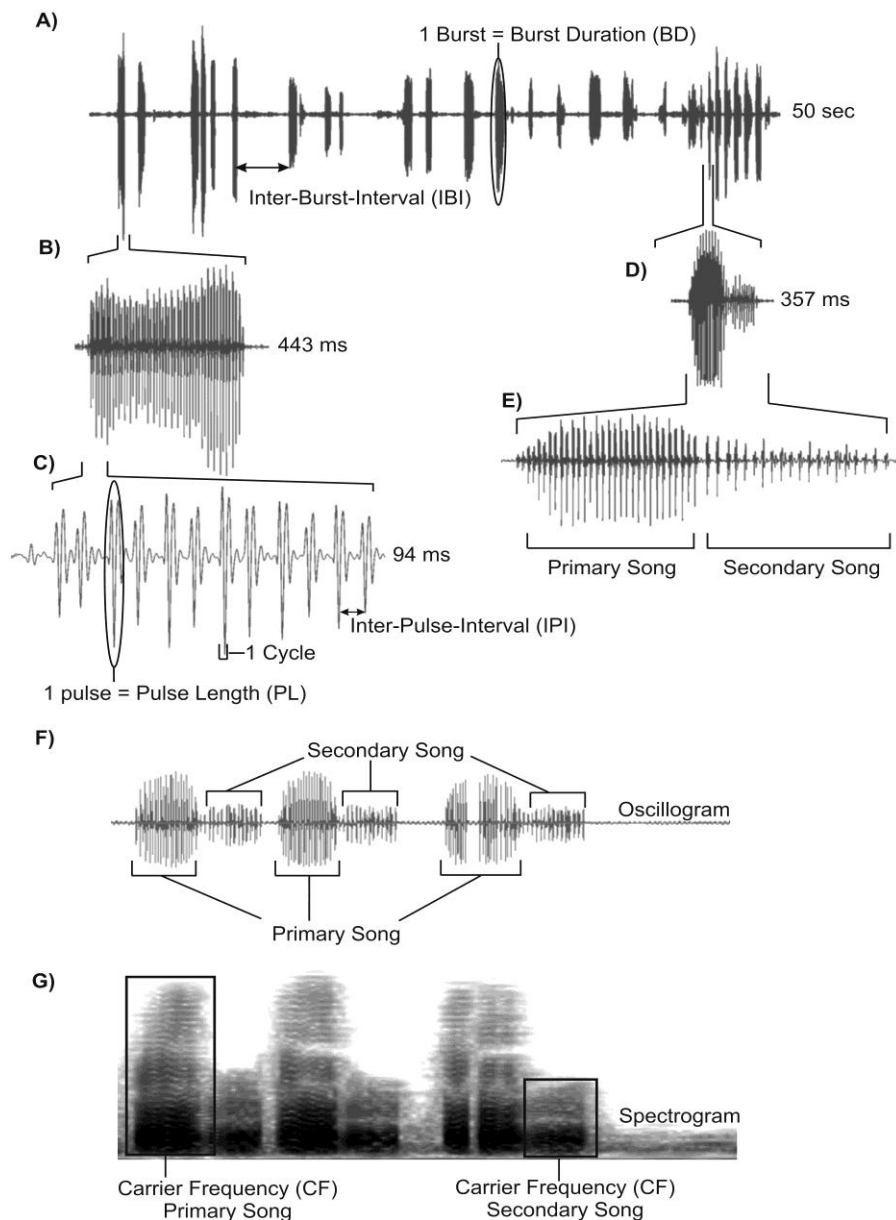 A)
1 Burst = Burst Duration (BD)
50 sec
Inter-Burst-Interval (IBI)
B)
443 ms
D)
357 ms
E)
C)
94 ms
Inter-Pulse-Interval (IPI)
1 Cycle
1 pulse = Pulse Length (PL)
Primary Song
Secondary Song
F)
Secondary Song
Oscillogram
Primary Song
G)
Spectrogram
Carrier Frequency (CF)
Primary Song
Carrier Frequency (CF)
Secondary Song